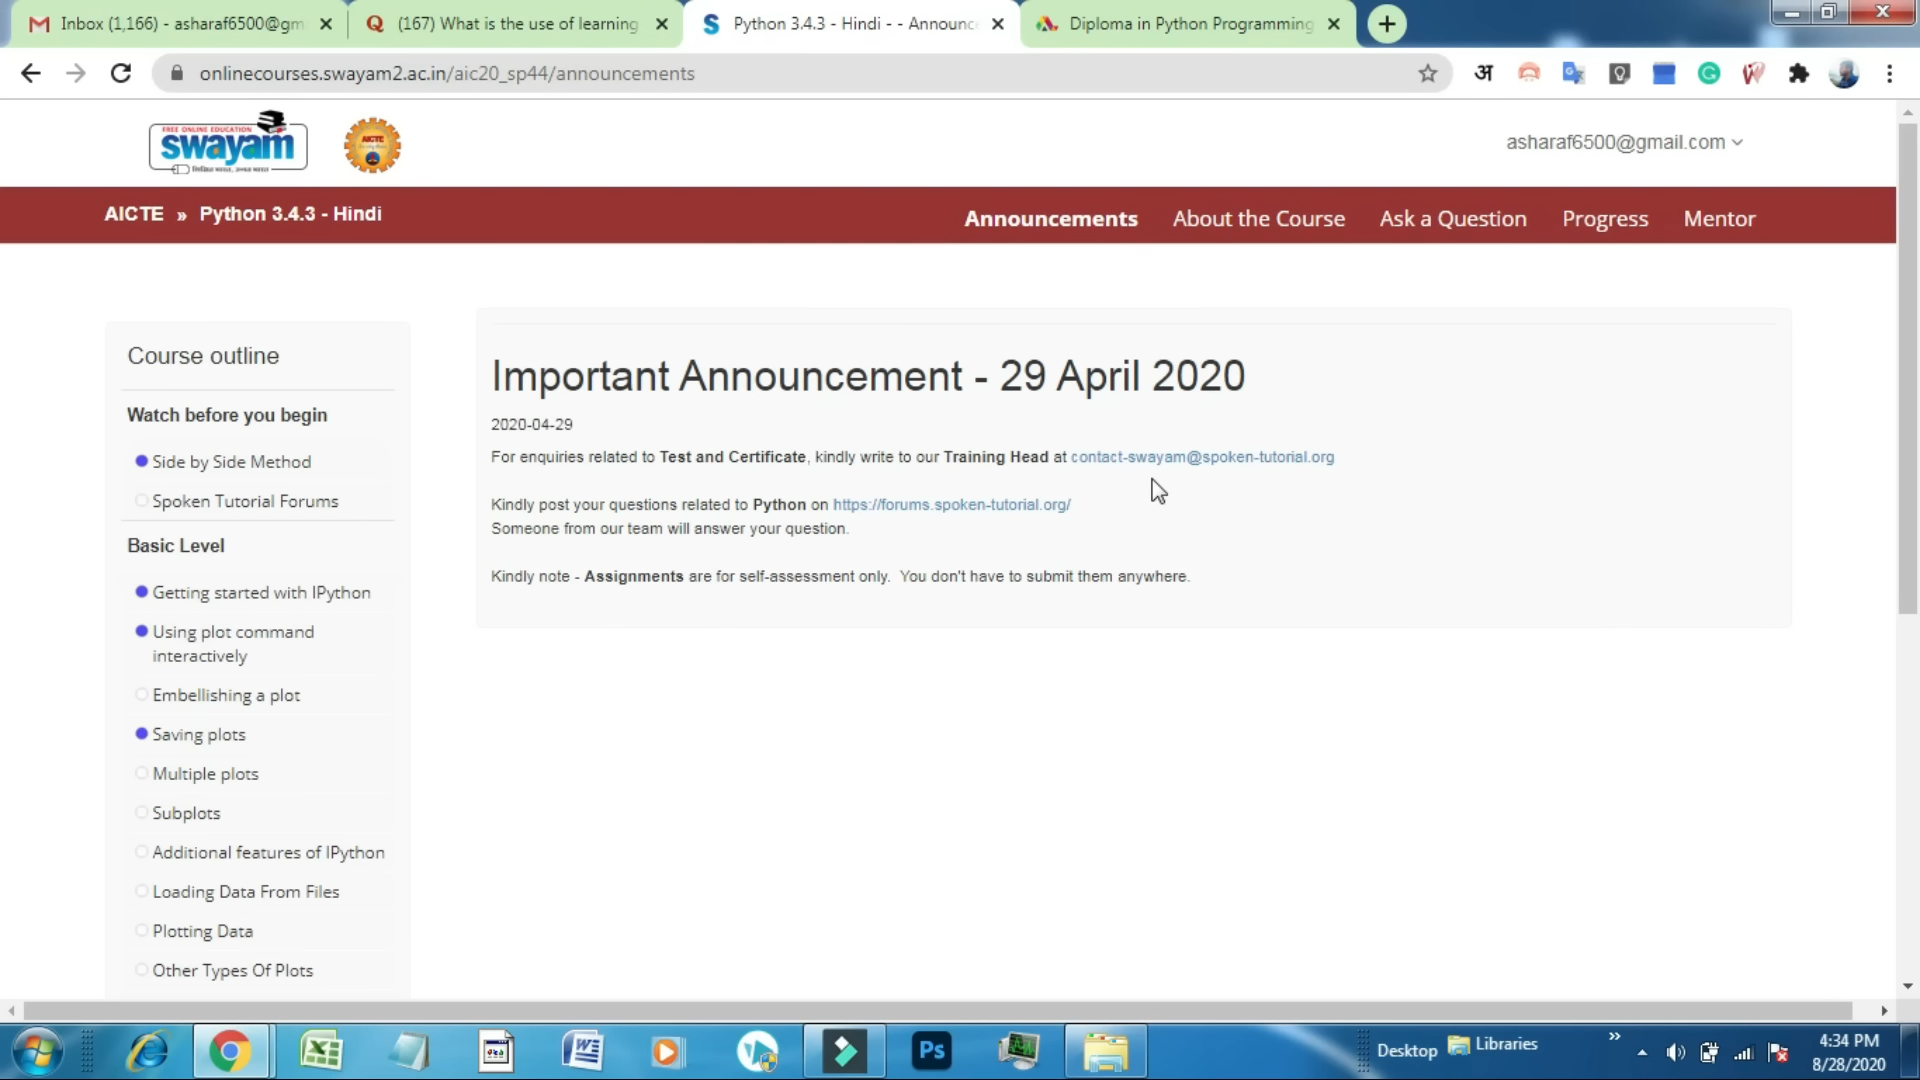 Inbox (1,166) - asharaf6500@gm
(167) What is the use of learning
Python 3.4.3 - Hindi - - Announc
Diploma in Python Programming
onlinecourses.swayam2.ac.in/aic20_sp44/announcements
अ
FREE ONLINE EDUCATION
swayam
AICTE
asharaf6500@gmail.com
AICTE » Python 3.4.3 - Hindi
Announcements
About the Course
Ask a Question
Progress
Mentor
Course outline
Watch before you begin
Side by Side Method
Spoken Tutorial Forums
Basic Level
Getting started with IPython
Using plot command
interactively
Embellishing a plot
Saving plots
Multiple plots
Subplots
Additional features of IPython
Loading Data From Files
Plotting Data
Other Types Of Plots
Important Announcement - 29 April 2020
2020-04-29
For enquiries related to Test and Certificate, kindly write to our Training Head at contact-swayam@spoken-tutorial.org
Kindly post your questions related to Python on https://forums.spoken-tutorial.org/
Someone from our team will answer your question.
Kindly note - Assignments are for self-assessment only.  You don't have to submit them anywhere.
Ps
Desktop
Libraries
»
4:34 PM
8/28/2020